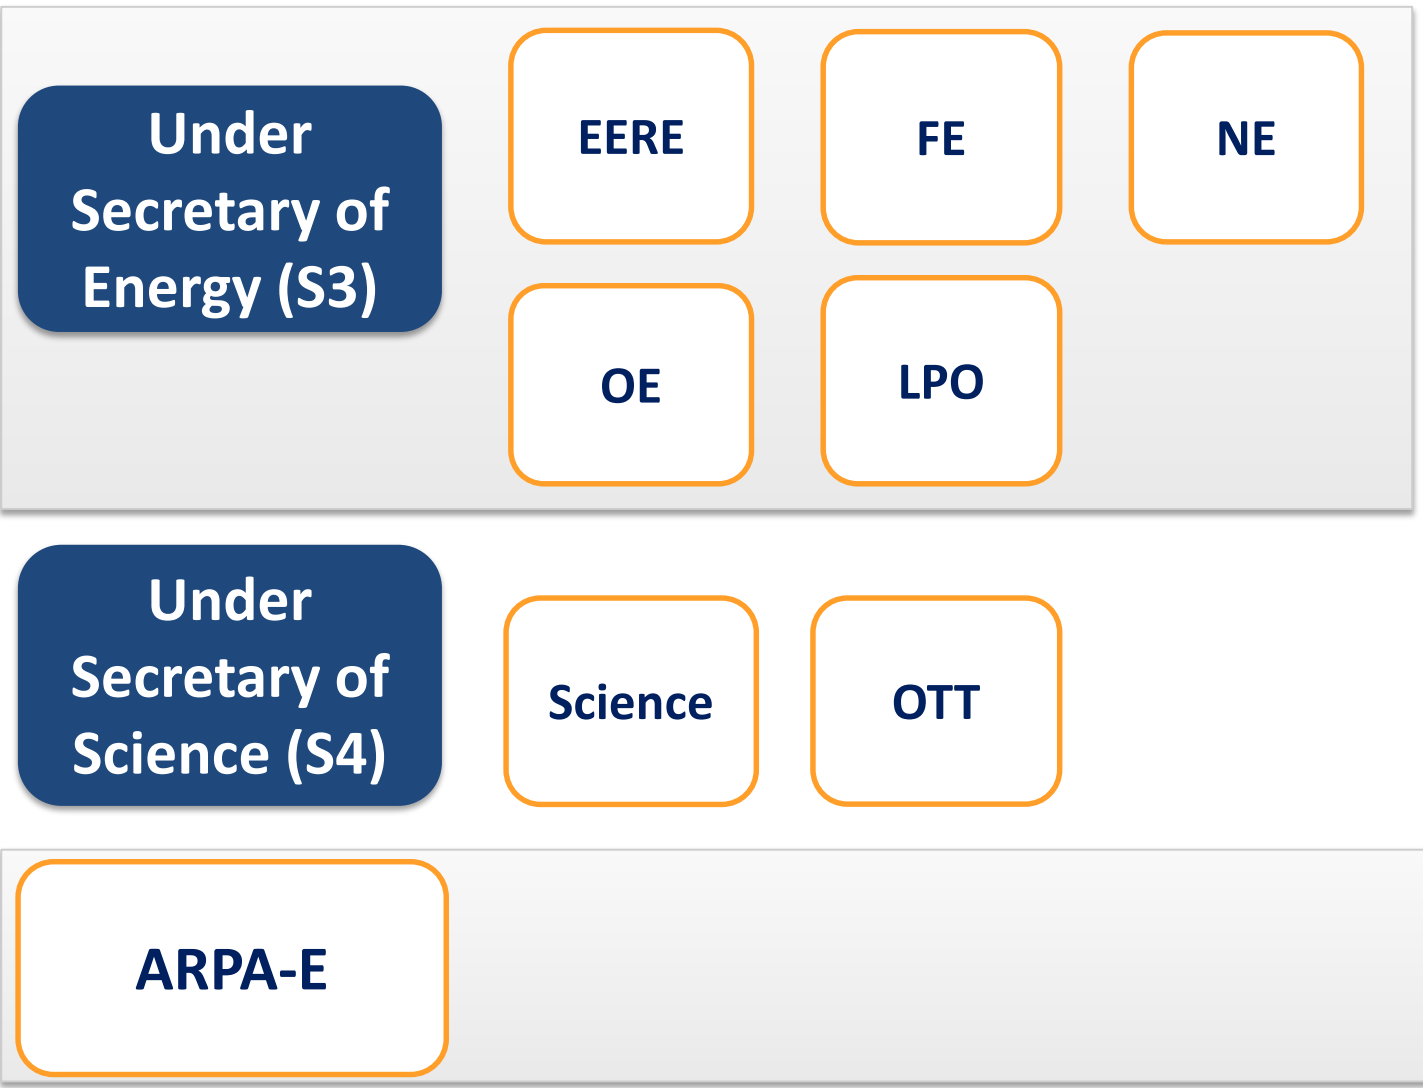 Under
Secretary of
Energy (S3)
EERE
FE
NE
OE
LPO
Under
Secretary of
Science (S4)
Science
OTT
ARPA-E